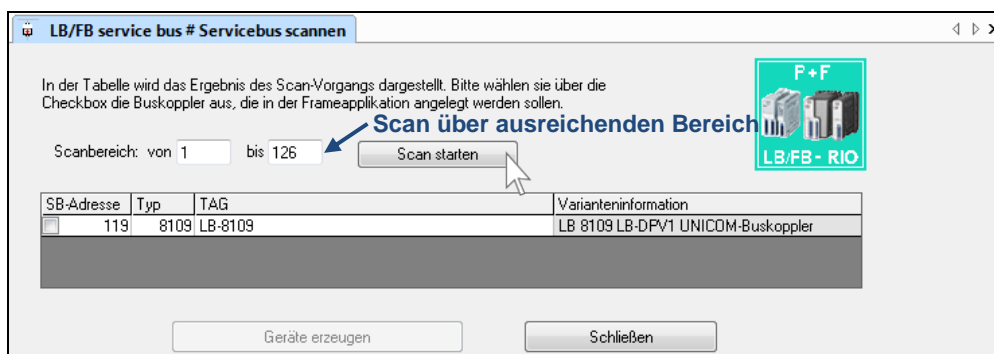 LB/FB service bus # Servicebus scannen
In der Tabelle wird das Ergebnis des Scan-Vorgangs dargestellt. Bitte wählen sie über die
Checkbox die Buskoppler aus, die in der Frameapplikation angelegt werden sollen.
P+F
Scan über ausreichenden Bereich
Scanbereich: von 1 bis 126 Scan starten
LB/FB - RIO
SB-Adresse Typ TAG Varianteninformation
119 8109 LB-8109 LB 8109 LB-DPV1 UNICOM-Buskoppler
Geräte erzeugen Schließen